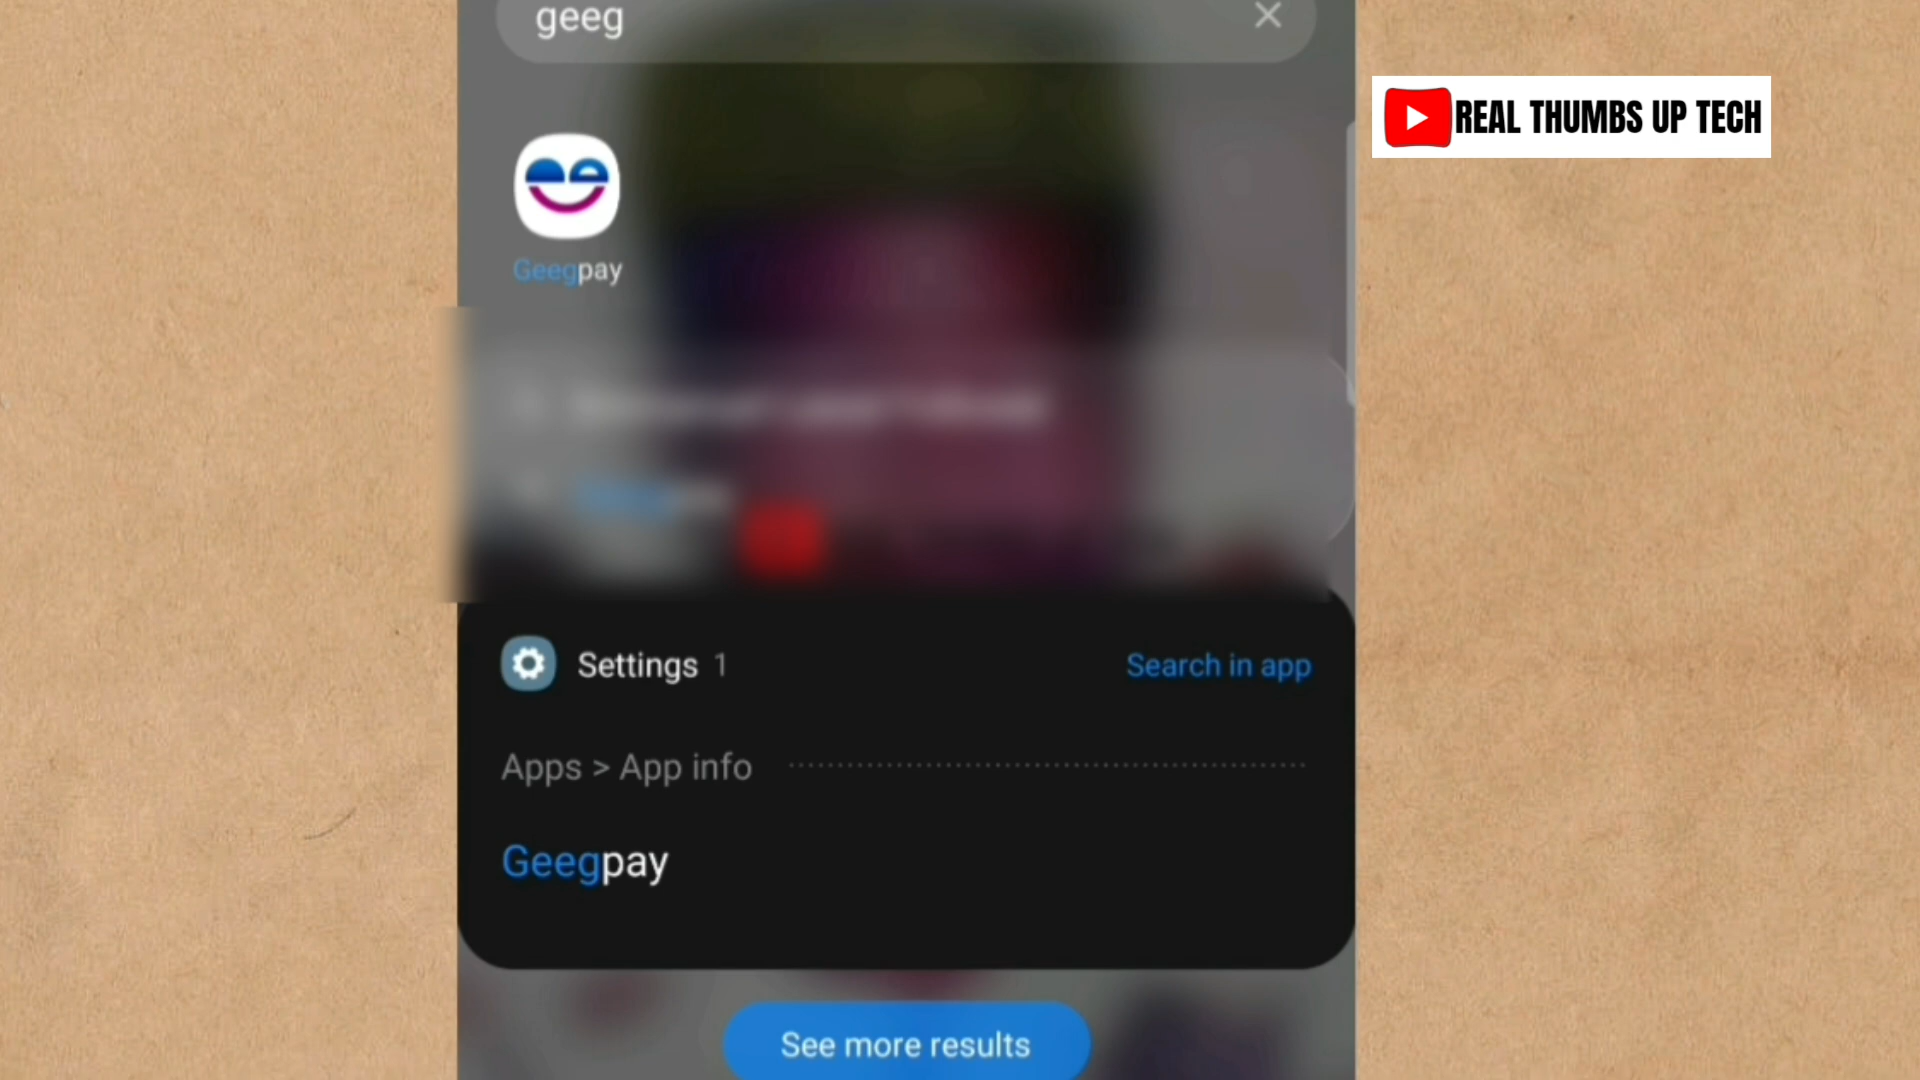 geeg
REAL THUMBS UP TECH
Geegpay
Settings 1
Search in app
Apps > App info
Geegpay
See more results